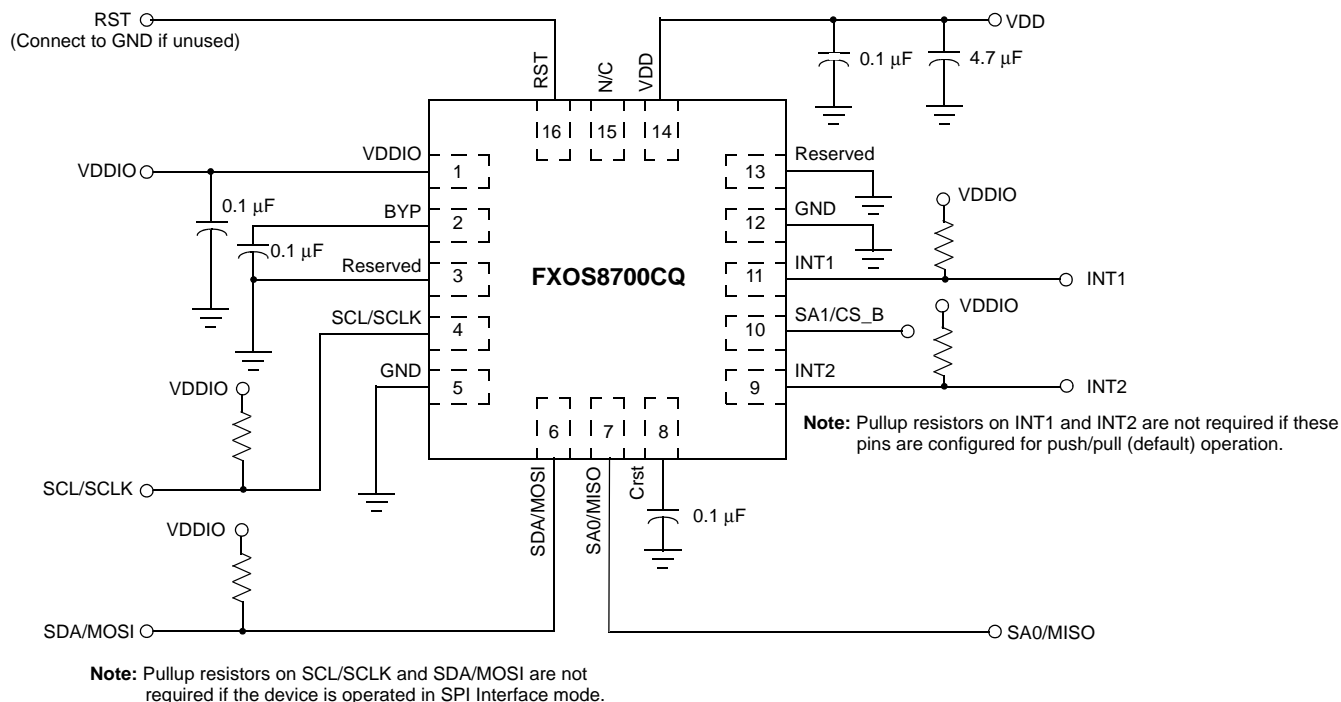 RST
(Connect to GND if unused)
VDD
0.1 μF
4.7 μF
RST
N/C
VDD
16
15
14
VDDIO
VDDIO
1
Reserved
13
VDDIO
0.1 μF
BYP
2
GND
12
0.1 μF
Reserved
3
FXOS8700CQ
INT1
11
INT1
VDDIO
SCL/SCLK
4
SA1/CS_B
10
VDDIO
GND
5
INT2
9
INT2
Note: Pullup resistors on INT1 and INT2 are not required if these
pins are configured for push/pull (default) operation.
6
7
8
SCL/SCLK
SDA/MOSI
SA0/MISO
Crst
0.1 μF
VDDIO
SDA/MOSI
SA0/MISO
Note: Pullup resistors on SCL/SCLK and SDA/MOSI are not
required if the device is operated in SPI Interface mode.